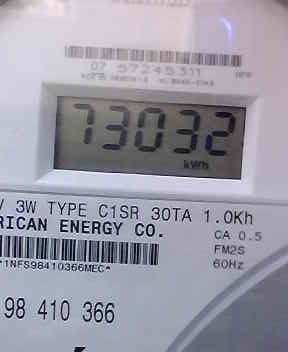 07 57245311
73032
kWh
V 3W TYPE C1SR 30TA 1.0Kh
RICAN ENERGY CO. CA 0.5
FM2S
*1NFS98410366MEC* 60Hz
98 410 366